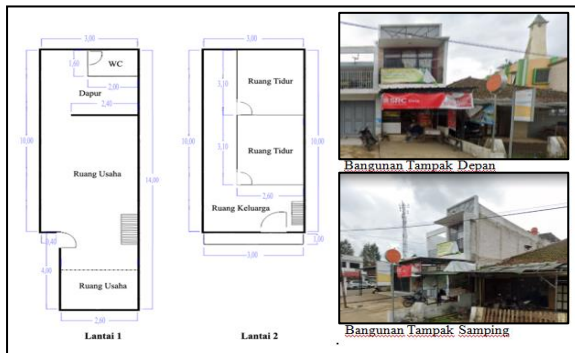 3,00
WC
2,00
Dapur
2,40
10,00
Ruang Usaha
14,00
0,40
4,00
Ruang Usaha
2,60
Lantai 1
3,00
3,10
Ruang Tidur
10,00
3,10
Ruang Tidur
2,60
Ruang Keluarga
1,00
3,00
Lantai 2
SRC
Bangunan Tampak Depan
Bangunan Tampak Samping